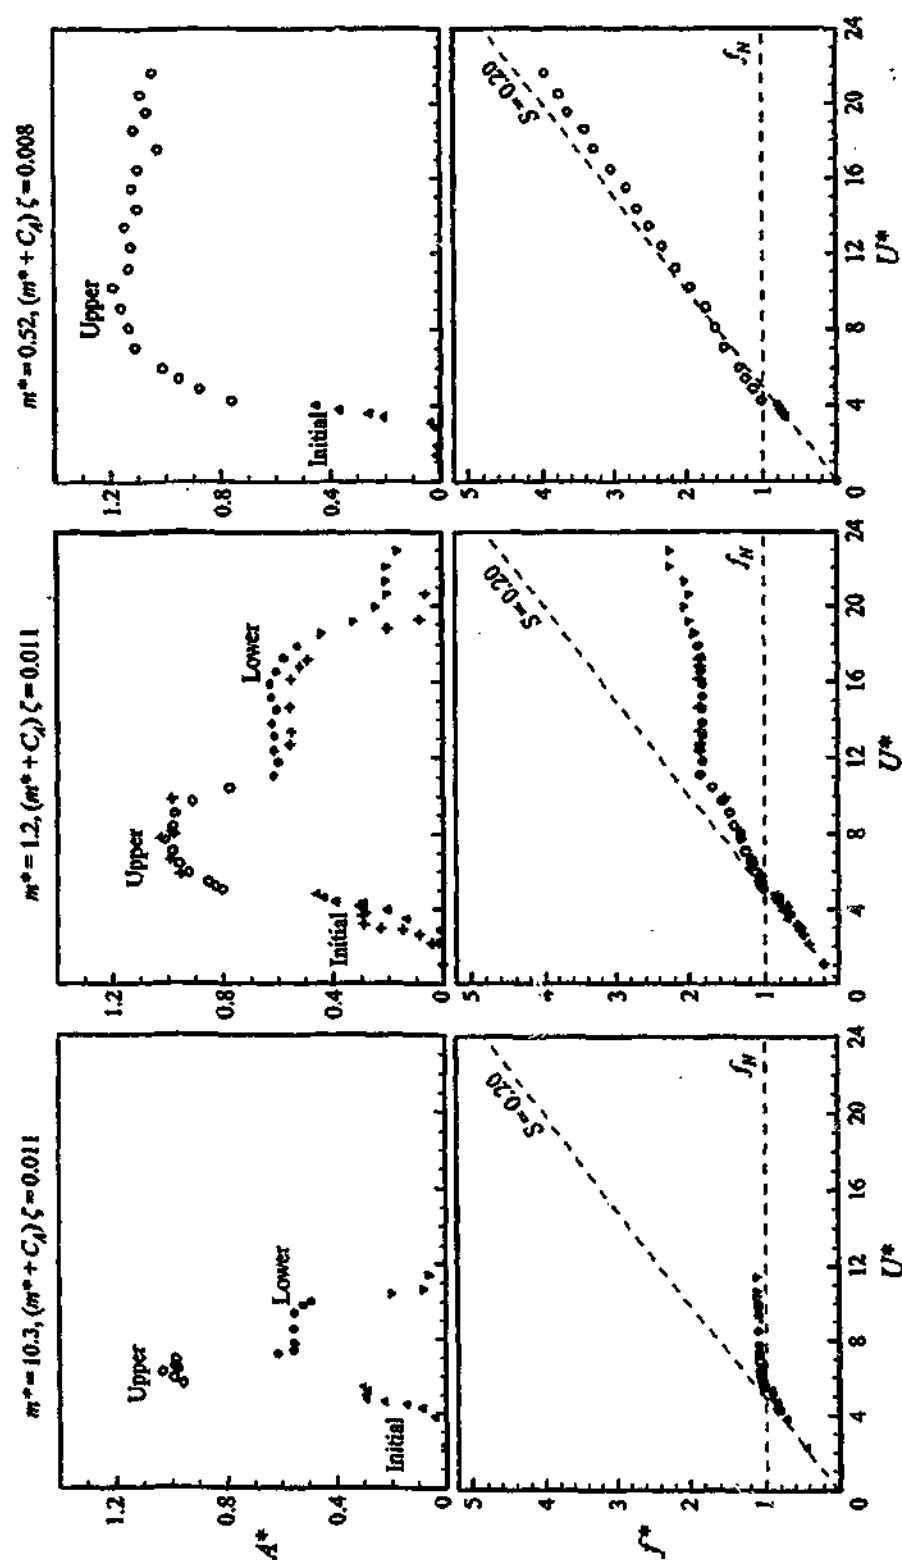 m* = 10.3, (m* + C_A) ζ = 0.011
A*
1.2
0.8
0.4
0
Upper
Lower
Initial
f*
5
4
3
2
1
0
S = 0.20
f_N
0 4 8 12 16 20 24
U*
m* = 1.2, (m* + C_A) ζ = 0.011
1.2
0.8
0.4
0
Upper
Lower
Initial
5
4
3
2
1
0
S = 0.20
f_N
0 4 8 12 16 20 24
U*
m* = 0.52, (m* + C_A) ζ = 0.008
1.2
0.8
0.4
0
Upper
Initial
5
4
3
2
1
0
S = 0.20
f_N
0 4 8 12 16 20 24
U*